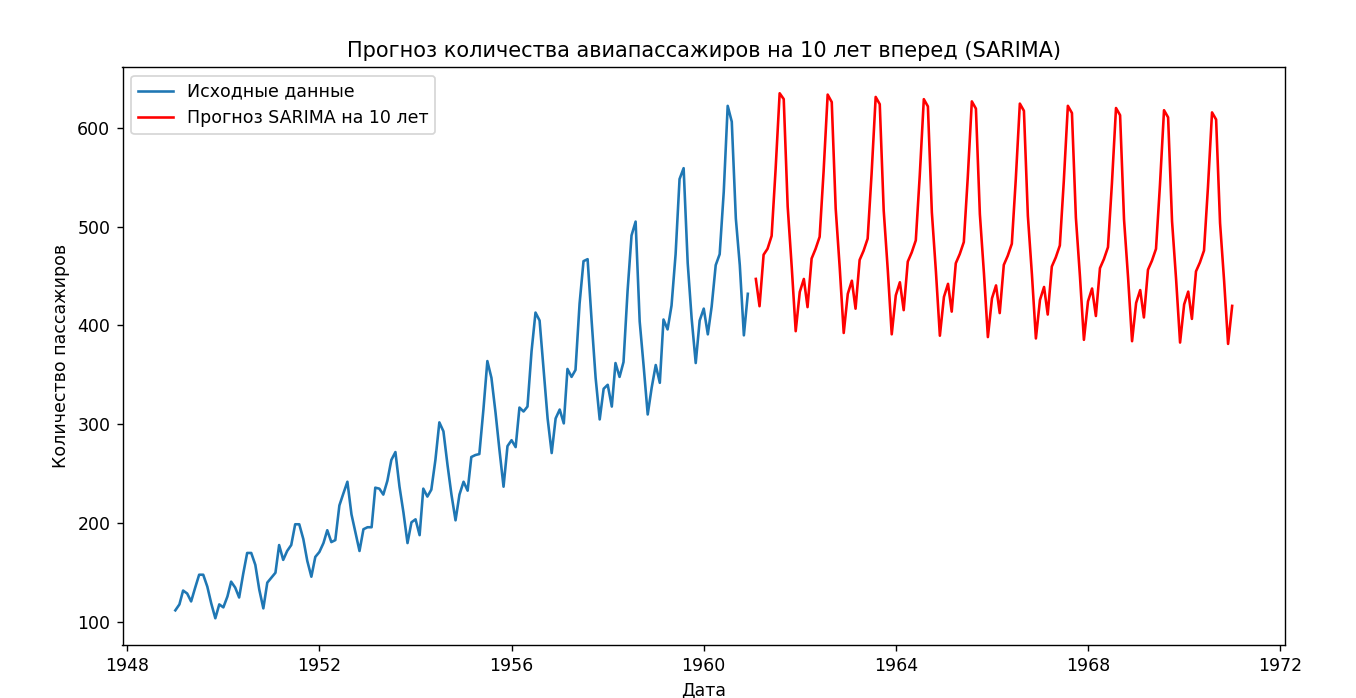 Прогноз количества авиапассажиров на 10 лет вперед (SARIMA)
Исходные данные
Прогноз SARIMA на 10 лет
Количество пассажиров
600
500
400
300
200
100
1948
1952
1956
1960
1964
1968
1972
Дата